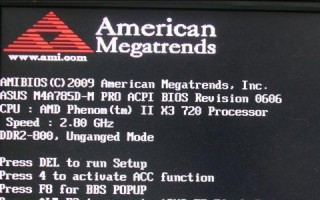 American
Megatrends
www.ami.com
AMIBIOS(C)2009 American Megatrends, Inc.
ASUS M4A785D-M PRO ACPI BIOS Revision 0606
CPU : AMD Phenom(tm) II X3 720 Processor
Speed : 2.80 GHz
DDR2-800, Unganged Mode
Press DEL to run Setup
Press 4 to activate ACC function
Press F8 for BBS POPUP